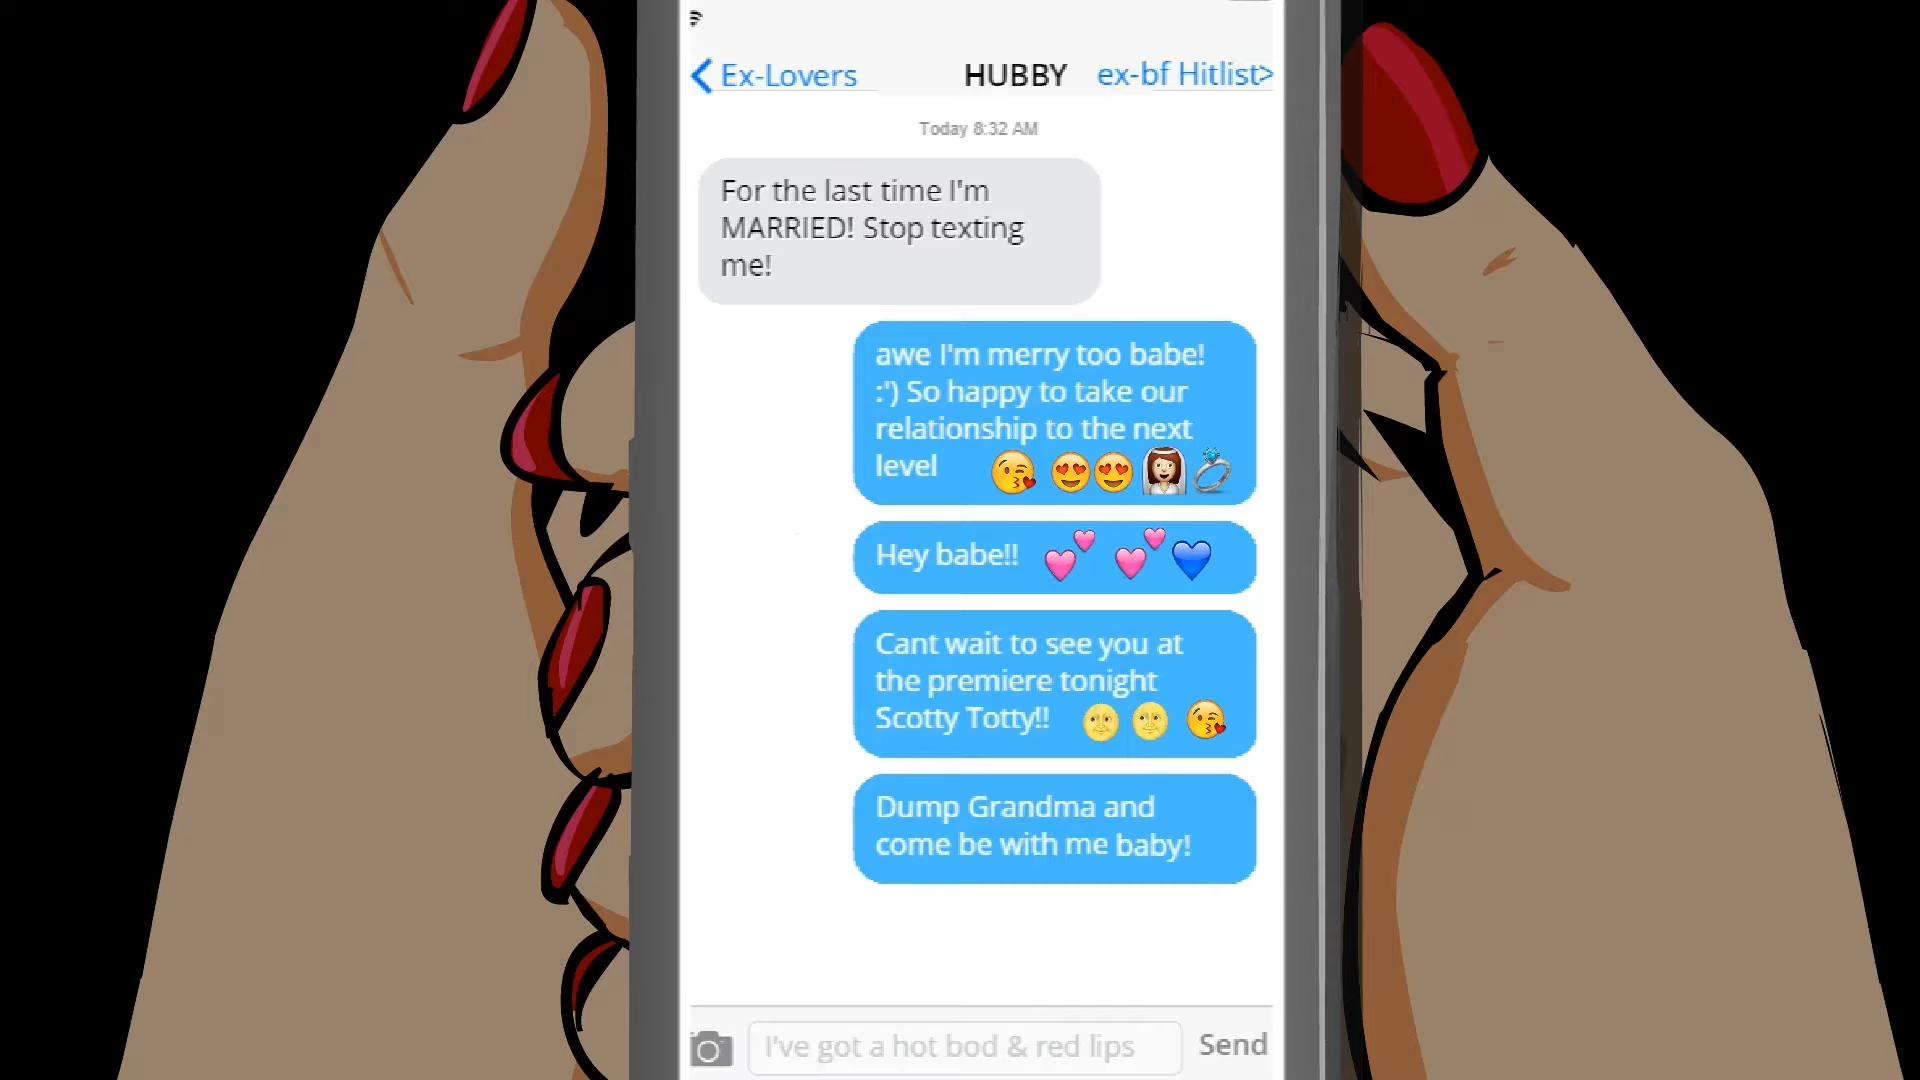 Ex-Lovers HUBBY ex-bf Hitlist>
Today 8:32 AM
For the last time I'm
MARRIED! Stop texting
me!
awe I'm merry too babe!
:') So happy to take our
relationship to the next
level 😘 😍😍👰💍
Hey babe!! 💕 💕💙
Cant wait to see you at
the premiere tonight
Scotty Totty!! 🌝🌝 😘
Dump Grandma and
come be with me baby!
I've got a hot bod & red lips Send